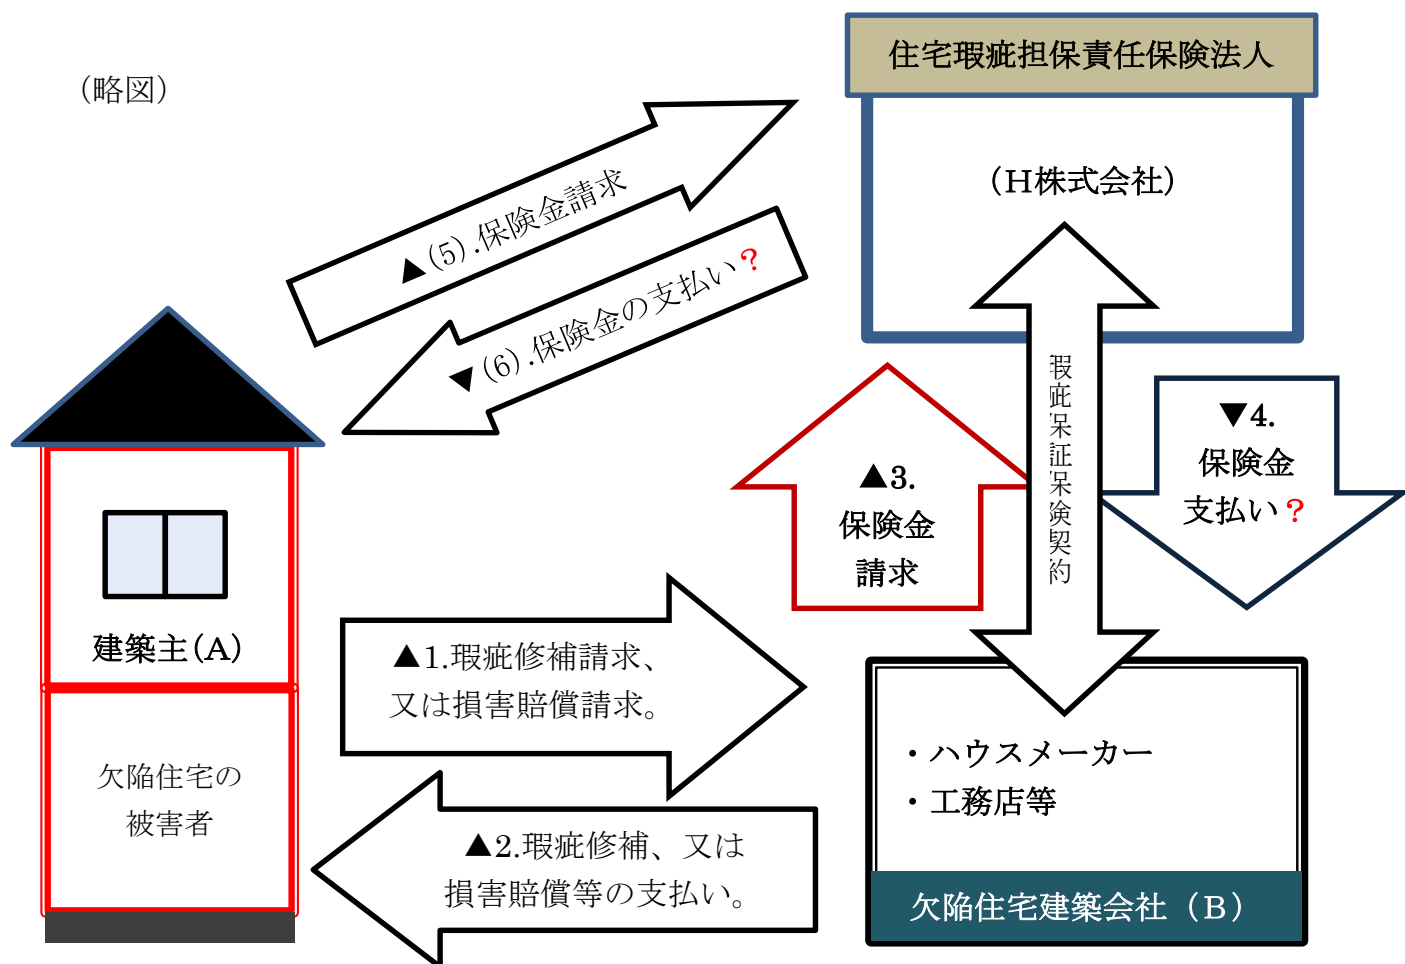 (略図)
住宅瑕疵担保責任保険法人
(H株式会社)
▲(5).保険金請求
▼(6).保険金の支払い?
瑕疵保証保険契約
▲3.
保険金
請求
▼4.
保険金
支払い?
建築主(A)
欠陥住宅の
被害者
▲1.瑕疵修補請求、
又は損害賠償請求。
▲2.瑕疵修補、又は
損害賠償等の支払い。
・ハウスメーカー
・工務店等
欠陥住宅建築会社(B)